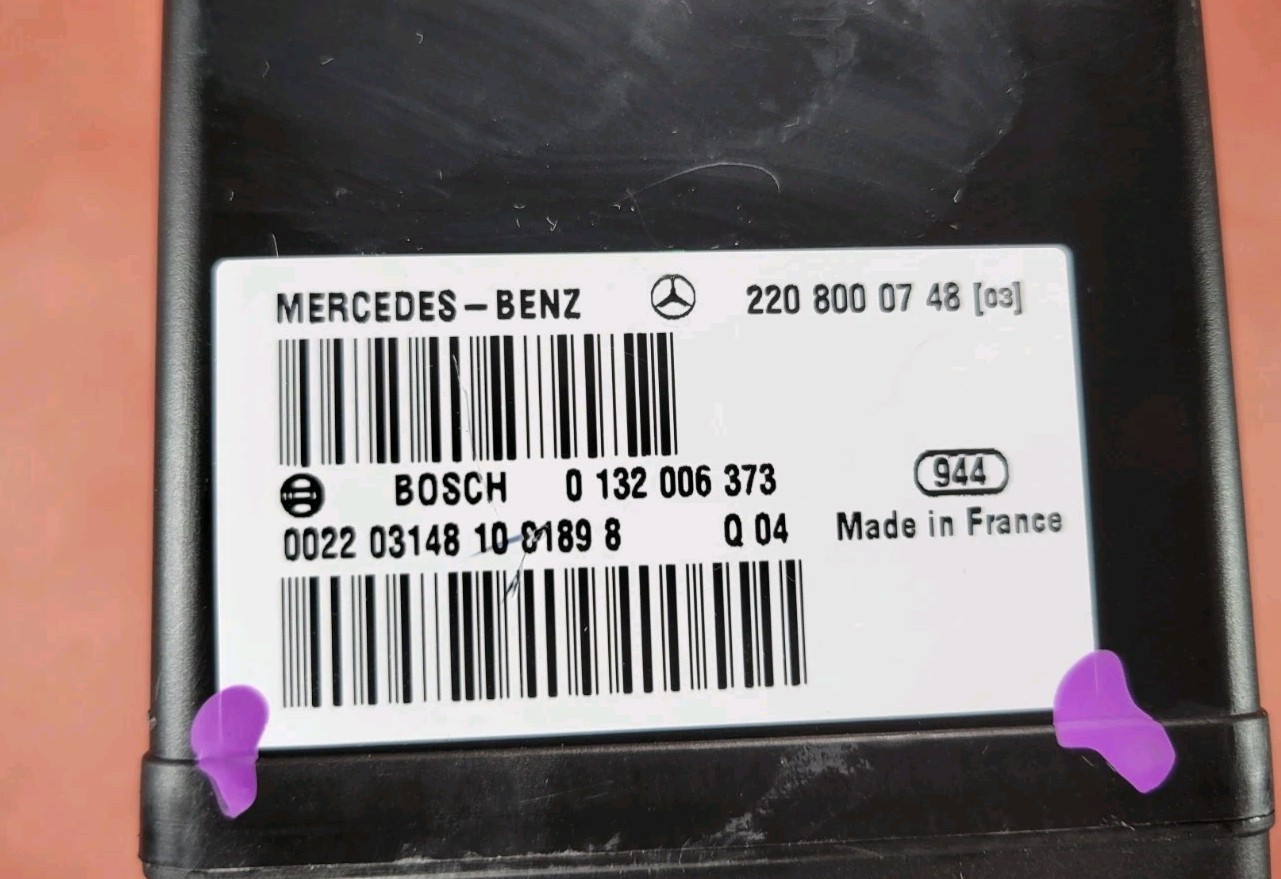 MERCEDES-BENZ 220 800 07 48 [03]
BOSCH 0 132 006 373
944
0022 03148 10 0189 8 Q 04
Made in France